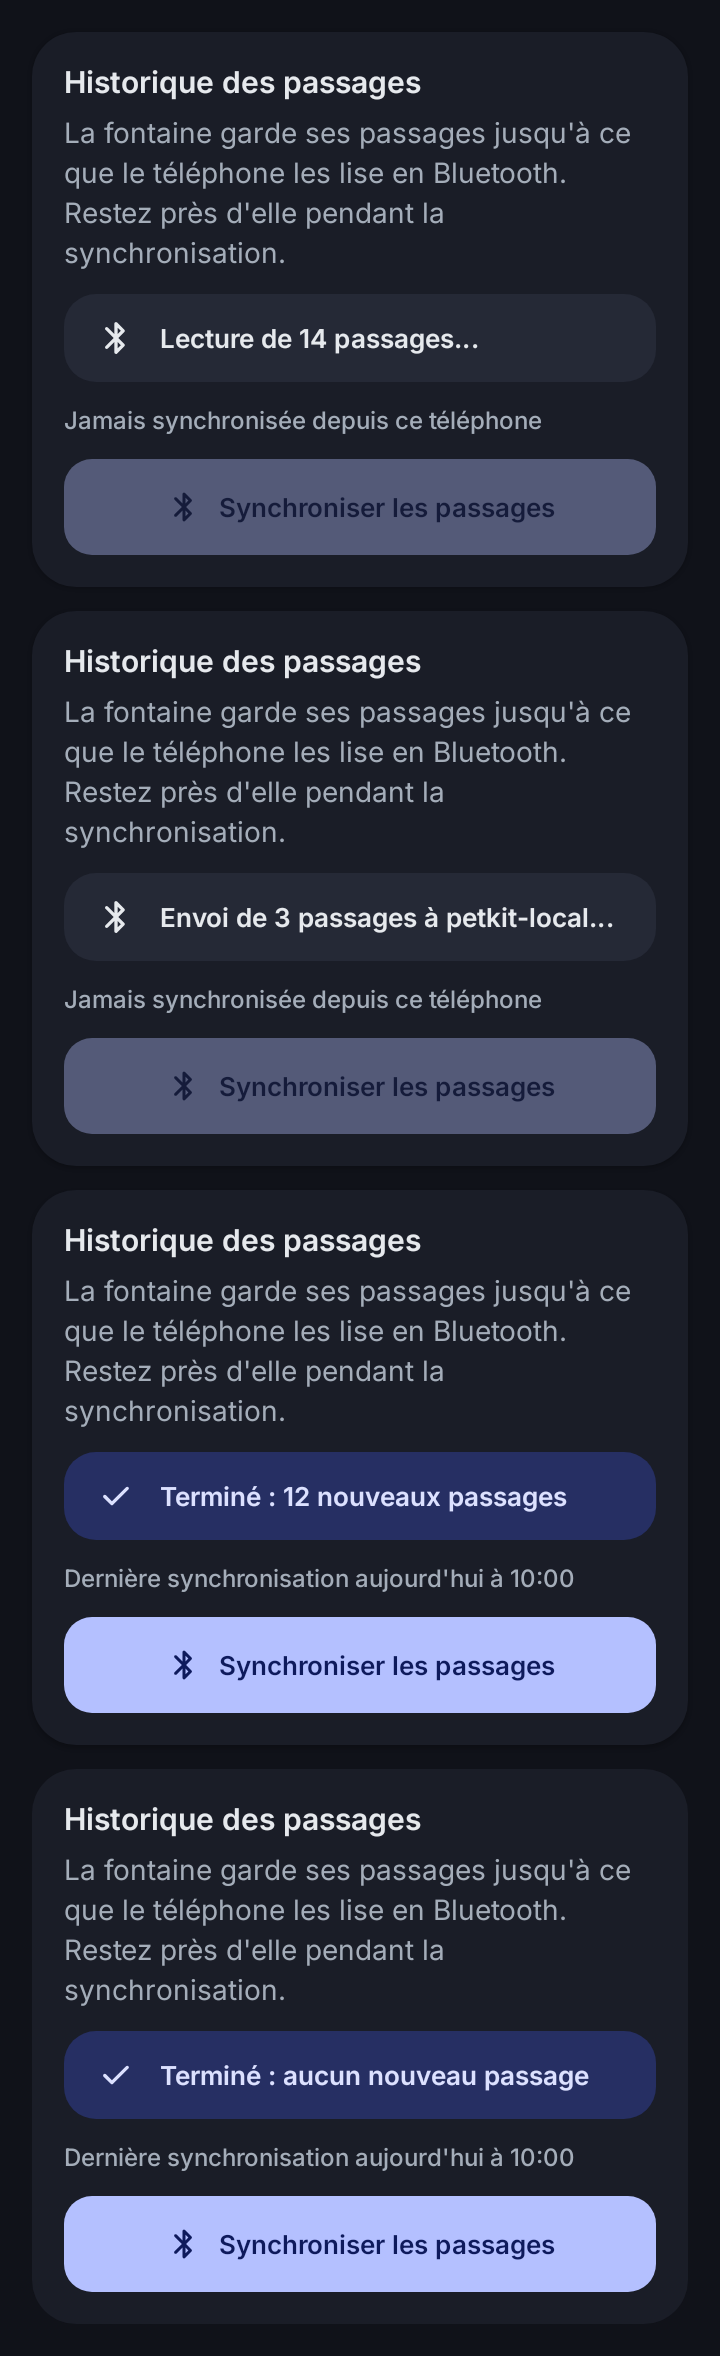 Historique des passages
La fontaine garde ses passages jusqu'à ce
que le téléphone les lise en Bluetooth.
Restez près d'elle pendant la
synchronisation.
Lecture de 14 passages…
Jamais synchronisée depuis ce téléphone
Synchroniser les passages
Historique des passages
La fontaine garde ses passages jusqu'à ce
que le téléphone les lise en Bluetooth.
Restez près d'elle pendant la
synchronisation.
Envoi de 3 passages à petkit-local…
Jamais synchronisée depuis ce téléphone
Synchroniser les passages
Historique des passages
La fontaine garde ses passages jusqu'à ce
que le téléphone les lise en Bluetooth.
Restez près d'elle pendant la
synchronisation.
Terminé : 12 nouveaux passages
Dernière synchronisation aujourd'hui à 10:00
Synchroniser les passages
Historique des passages
La fontaine garde ses passages jusqu'à ce
que le téléphone les lise en Bluetooth.
Restez près d'elle pendant la
synchronisation.
Terminé : aucun nouveau passage
Dernière synchronisation aujourd'hui à 10:00
Synchroniser les passages